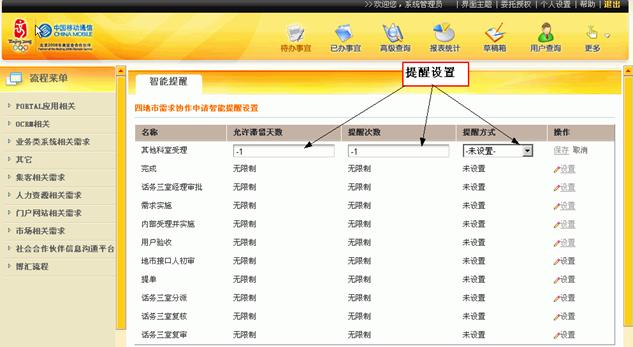 >> 欢迎您，系统管理员 | 界面主题 | 委托授权 | 个人设置 | 帮助 | 退出
Beijing 2008
中国移动通信
CHINA MOBILE
北京2008年奥运会合作伙伴
待办事宜 已办事宜 高级查询 报表统计 草稿箱 用户查询 更多
流程菜单
PORTAL应用相关
OCRM相关
业务类系统相关需求
其它
集客相关需求
人力资源相关需求
门户网站相关需求
市场相关需求
社会合作伙伴信息沟通平台
博汇流程
智能提醒
提醒设置
四地市需求协作申请智能提醒设置
名称 允许滞留天数 提醒次数 提醒方式 操作
其他科室受理 -1 -1 -未设置- 保存 取消
完成 无限制 无限制 未设置 设置
话务三室经理审批 无限制 无限制 未设置 设置
需求实施 无限制 无限制 未设置 设置
内部受理并实施 无限制 无限制 未设置 设置
用户验收 无限制 无限制 未设置 设置
地市接口人初审 无限制 无限制 未设置 设置
提单 无限制 无限制 未设置 设置
话务三室分派 无限制 无限制 未设置 设置
话务三室复核 无限制 无限制 未设置 设置
话务三室复审 无限制 无限制 未设置 设置